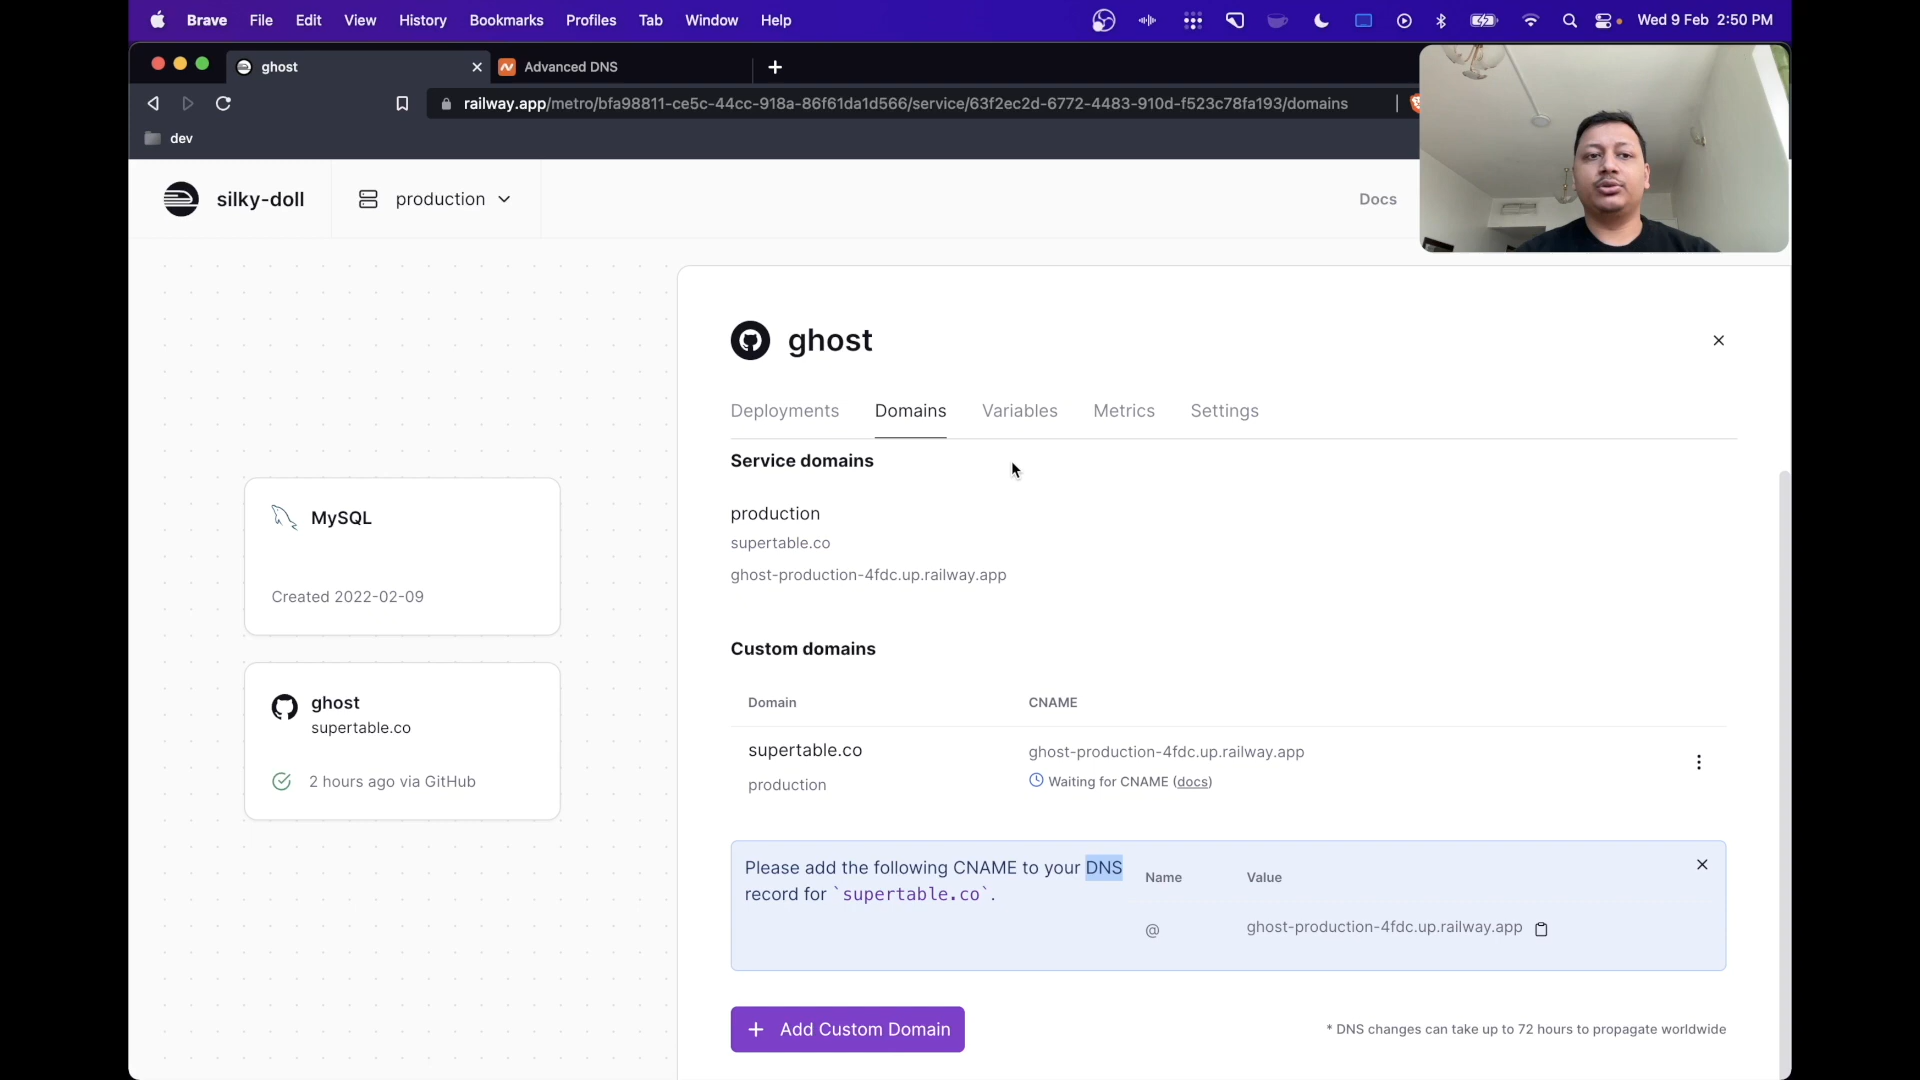 Brave File Edit View History Bookmarks Profiles Tab Window Help Wed 9 Feb 2:50 PM
ghost
Advanced DNS
railway.app/metro/bfa98811-ce5c-44cc-918a-86f61da1d566/service/63f2ec2d-6772-4483-910d-f523c78fa193/domains
dev
silky-doll
production
Docs
ghost
Deployments Domains Variables Metrics Settings
Service domains
production
supertable.co
ghost-production-4fdc.up.railway.app
MySQL
Created 2022-02-09
ghost
supertable.co
2 hours ago via GitHub
Custom domains
Domain CNAME
supertable.co ghost-production-4fdc.up.railway.app
production Waiting for CNAME (docs)
Please add the following CNAME to your DNS
record for `supertable.co`.
Name Value
@ ghost-production-4fdc.up.railway.app
+ Add Custom Domain
* DNS changes can take up to 72 hours to propagate worldwide